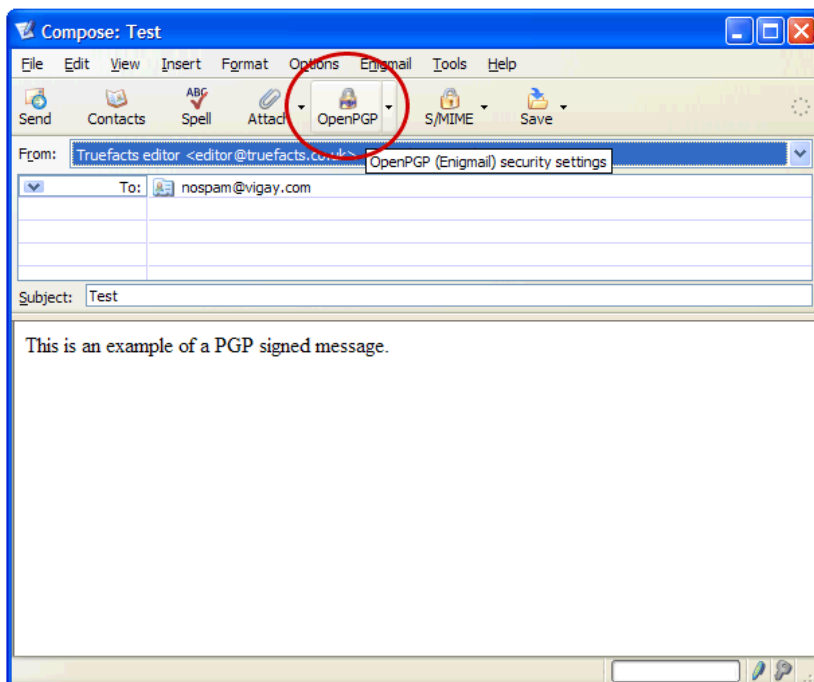 Compose: Test
File Edit View Insert Format Options Enigmail Tools Help
ABC
Send Contacts Spell Attach OpenPGP S/MIME Save
From: Truefacts editor <editor@truefacts.co.uk>
OpenPGP (Enigmail) security settings
To: nospam@vigay.com
Subject: Test
This is an example of a PGP signed message.